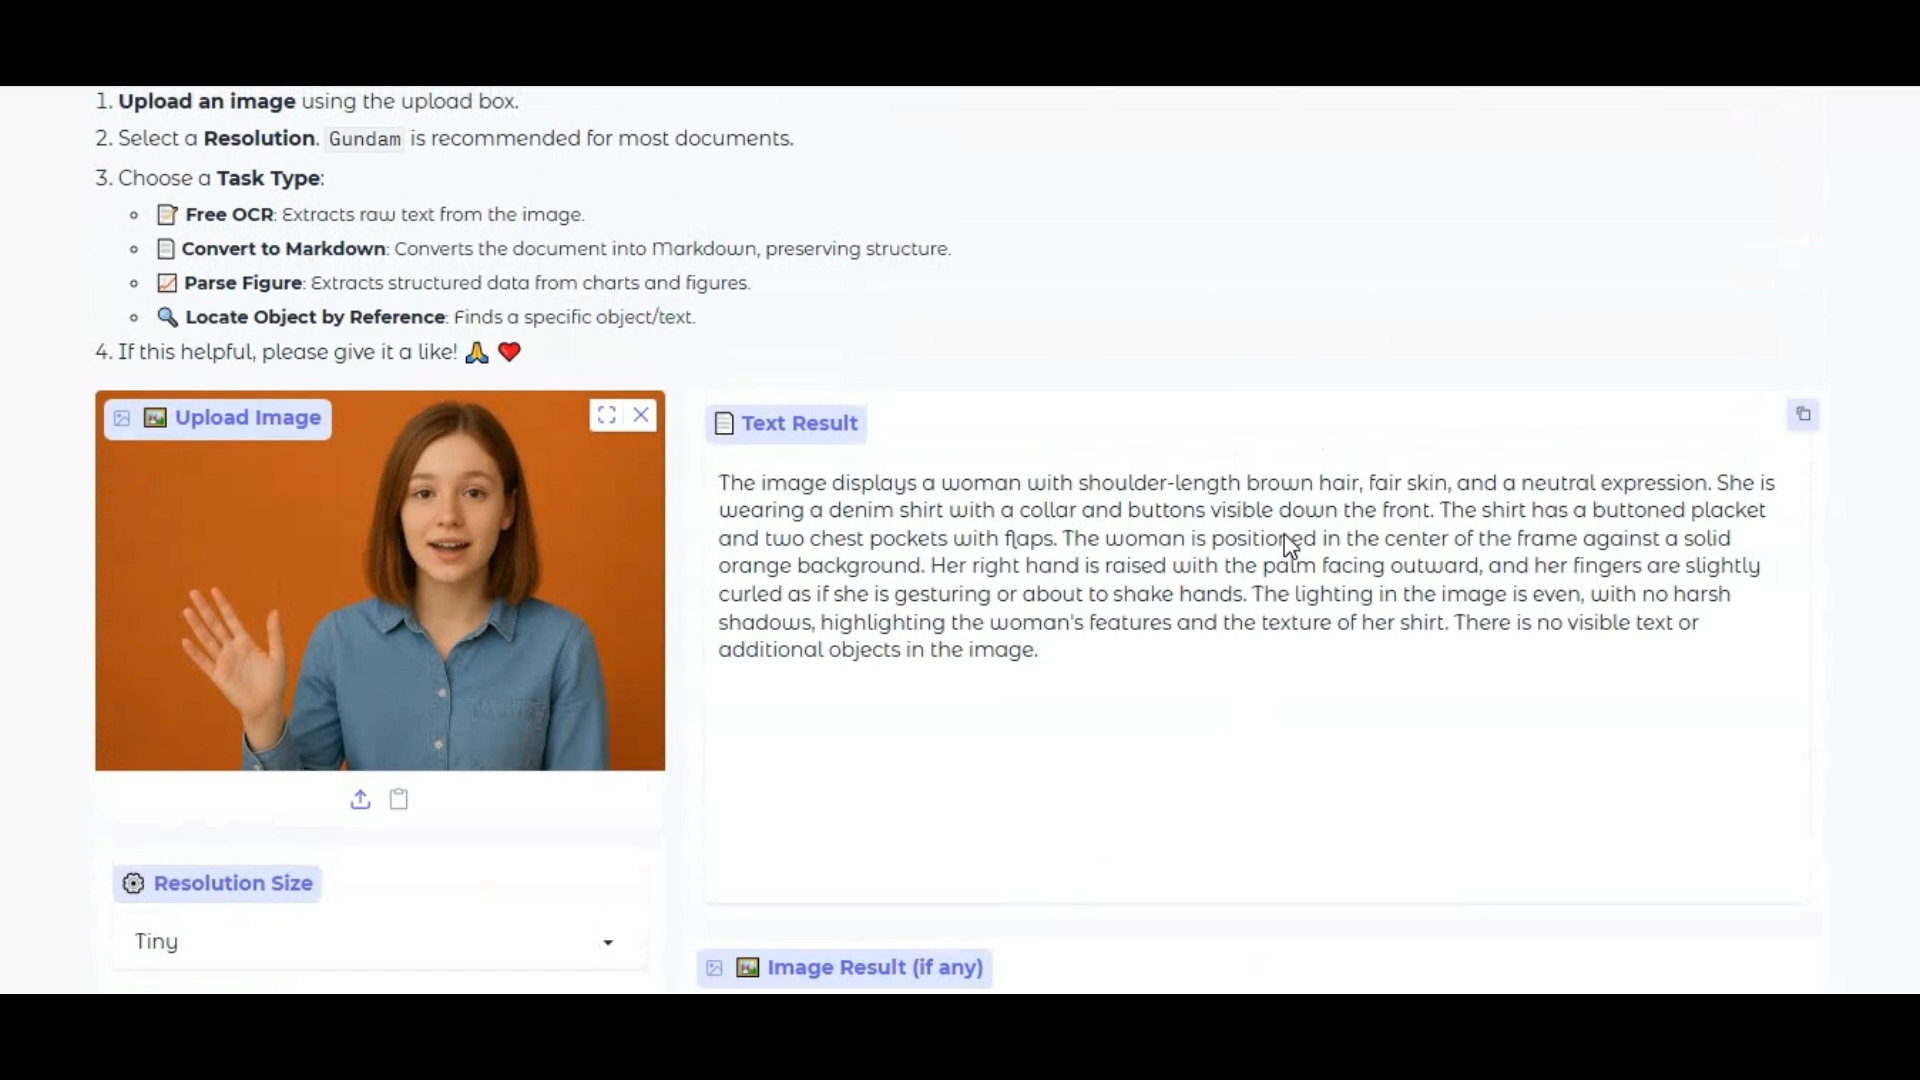 1. Upload an image using the upload box.
2. Select a Resolution. Gundam is recommended for most documents.
3. Choose a Task Type:
Free OCR: Extracts raw text from the image.
Convert to Markdown: Converts the document into Markdown, preserving structure.
Parse Figure: Extracts structured data from charts and figures.
Locate Object by Reference: Finds a specific object/text.
4. If this helpful, please give it a like! 🙏 ❤️
Upload Image
Text Result
The image displays a woman with shoulder-length brown hair, fair skin, and a neutral expression. She is
wearing a denim shirt with a collar and buttons visible down the front. The shirt has a buttoned placket
and two chest pockets with flaps. The woman is positioned in the center of the frame against a solid
orange background. Her right hand is raised with the palm facing outward, and her fingers are slightly
curled as if she is gesturing or about to shake hands. The lighting in the image is even, with no harsh
shadows, highlighting the woman's features and the texture of her shirt. There is no visible text or
additional objects in the image.
Resolution Size
Tiny
Image Result (if any)